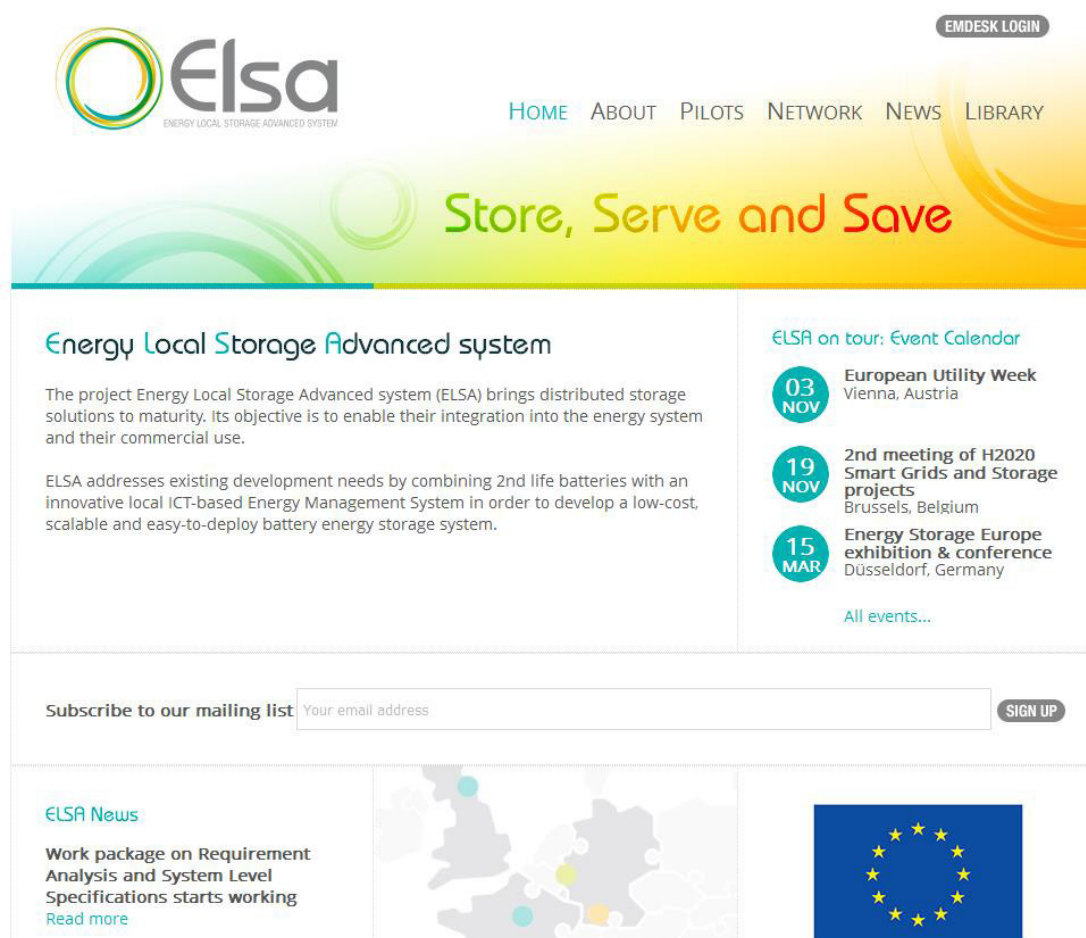 EMDESK LOGIN
Elsa
ENERGY LOCAL STORAGE ADVANCED SYSTEM
HOME ABOUT PILOTS NETWORK NEWS LIBRARY
Store, Serve and Save
Energy Local Storage Advanced system
The project Energy Local Storage Advanced system (ELSA) brings distributed storage
solutions to maturity. Its objective is to enable their integration into the energy system
and their commercial use.
ELSA addresses existing development needs by combining 2nd life batteries with an
innovative local ICT-based Energy Management System in order to develop a low-cost,
scalable and easy-to-deploy battery energy storage system.
ELSA on tour: Event Calendar
03
NOV
European Utility Week
Vienna, Austria
19
NOV
2nd meeting of H2020
Smart Grids and Storage
projects
Brussels, Belgium
15
MAR
Energy Storage Europe
exhibition & conference
Düsseldorf, Germany
All events...
Subscribe to our mailing list Your email address SIGN UP
ELSA News
Work package on Requirement
Analysis and System Level
Specifications starts working
Read more